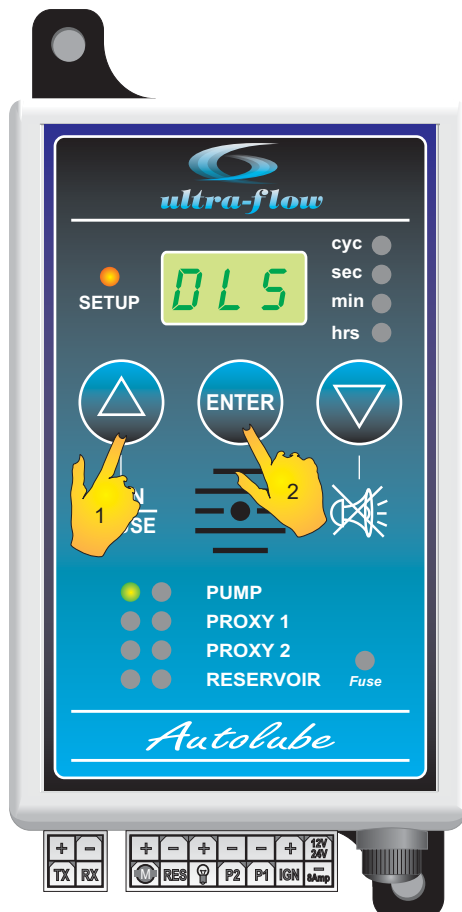 ultra-flow
cyc
sec
min
hrs
SETUP
DLS
ENTER
1
2
PUMP
PROXY 1
PROXY 2
RESERVOIR
Fuse
Autolube
+ - + - + - - + 12V 24V
TX RX M RES P2 P1 IGN - 8Amp